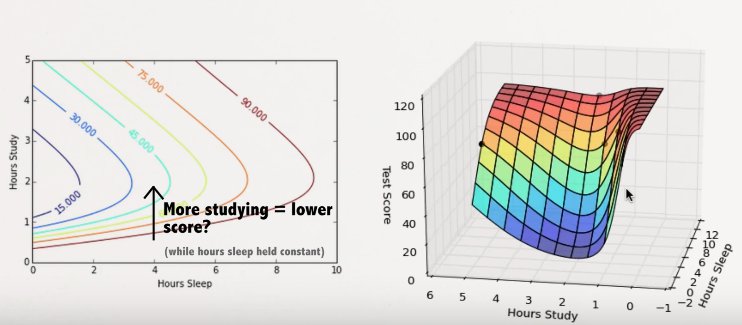 5
4
3
2
1
0
Hours Study
15.000
30.000
45.000
75.000
90.000
More studying = lower
score?
(while hours sleep held constant)
0 2 4 6 8 10
Hours Sleep
120
100
80
60
40
20
0
Test Score
6 5 4 3 2 1 0 −1
Hours Study
12
10
8
6
4
2
0
−2
Hours Sleep